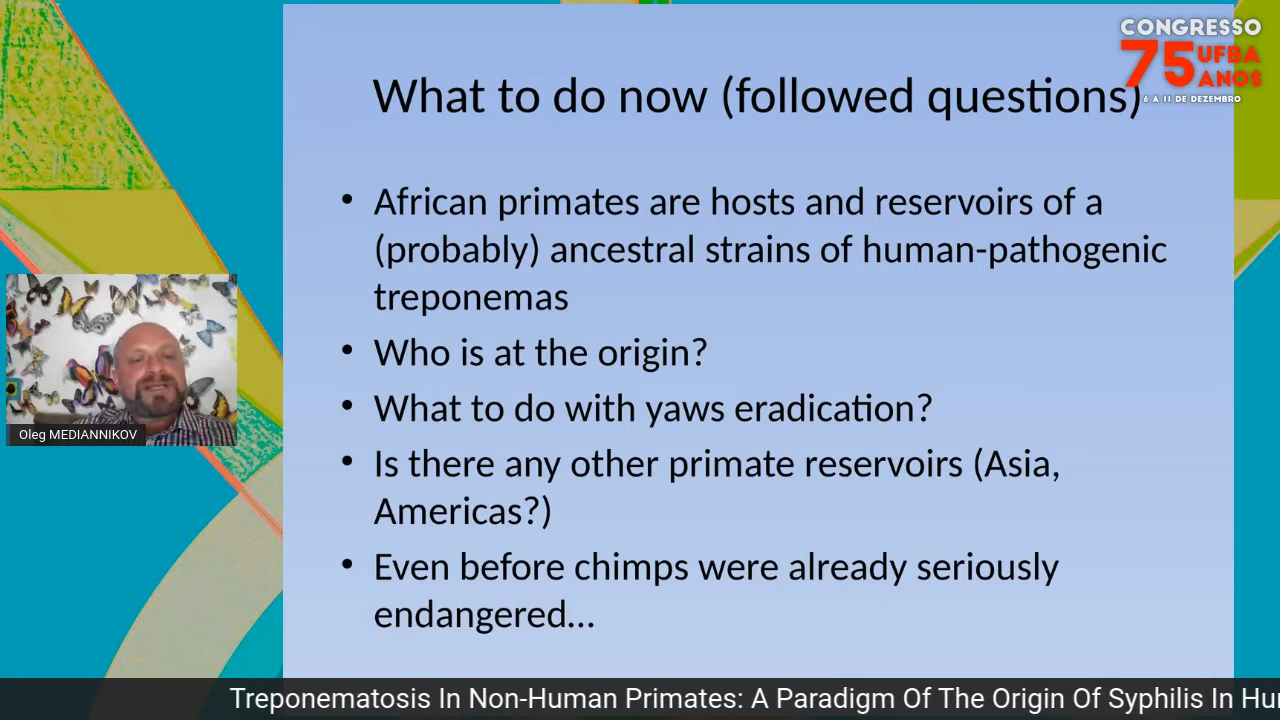 CONGRESSO
75 UFBA
ANOS
6 A 11 DE DEZEMBRO
What to do now (followed questions)
• African primates are hosts and reservoirs of a
(probably) ancestral strains of human-pathogenic
treponemas
• Who is at the origin?
• What to do with yaws eradication?
• Is there any other primate reservoirs (Asia,
Americas?)
• Even before chimps were already seriously
endangered...
Oleg MEDIANNIKOV
Treponematosis In Non-Human Primates: A Paradigm Of The Origin Of Syphilis In